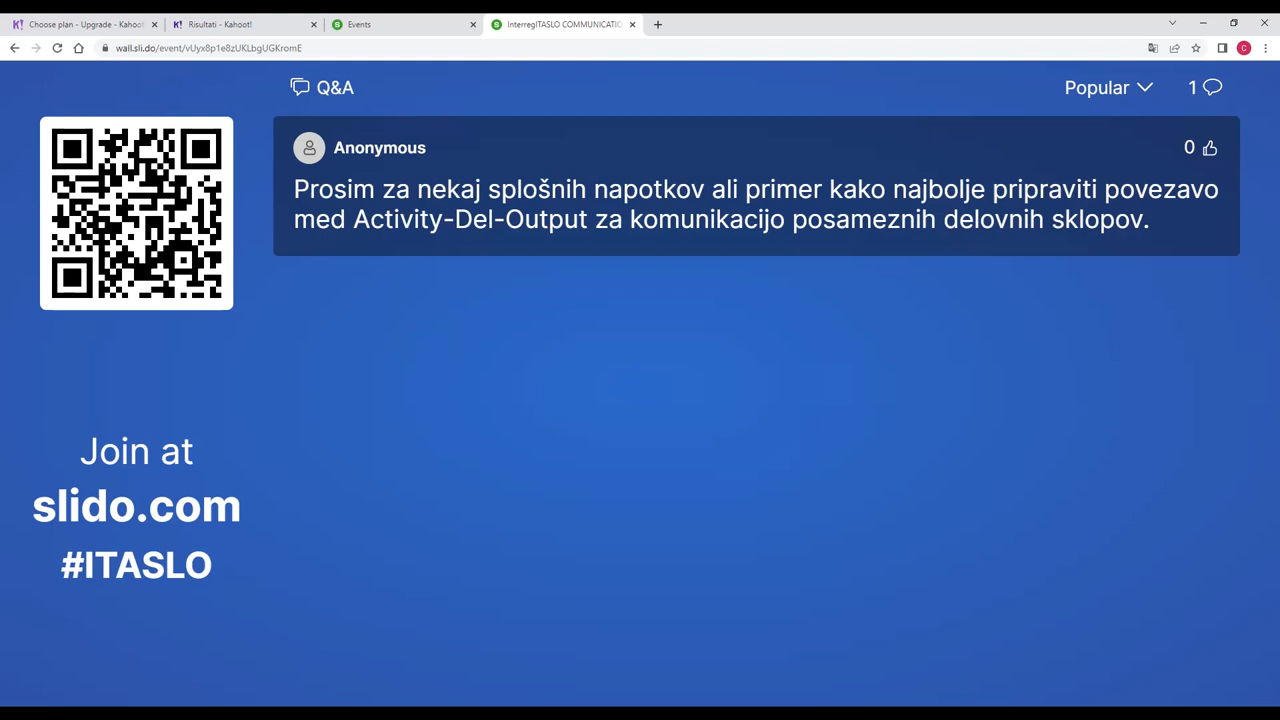 Choose plan - Upgrade - Kahoot!
Risultati - Kahoot!
Events
InterregITASLO COMMUNICATIO
wall.sli.do/event/vUyx8p1e8zUKLbgUGKromE
C
Q&A
Popular
1
Anonymous
0
Prosim za nekaj splošnih napotkov ali primer kako najbolje pripraviti povezavo
med Activity-Del-Output za komunikacijo posameznih delovnih sklopov.
Join at
slido.com
#ITASLO